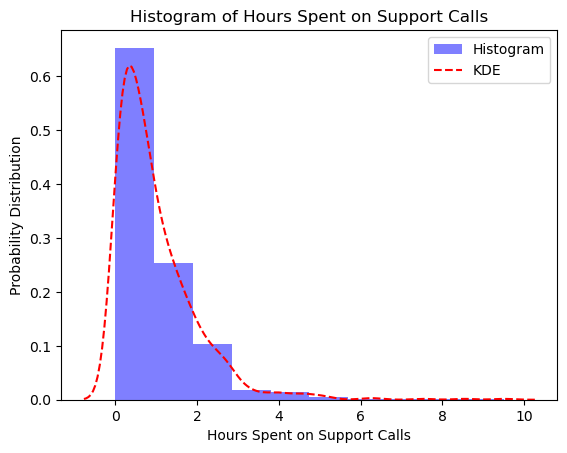 Histogram of Hours Spent on Support Calls
Histogram
KDE
Probability Distribution
0.6
0.5
0.4
0.3
0.2
0.1
0.0
0 2 4 6 8 10
Hours Spent on Support Calls